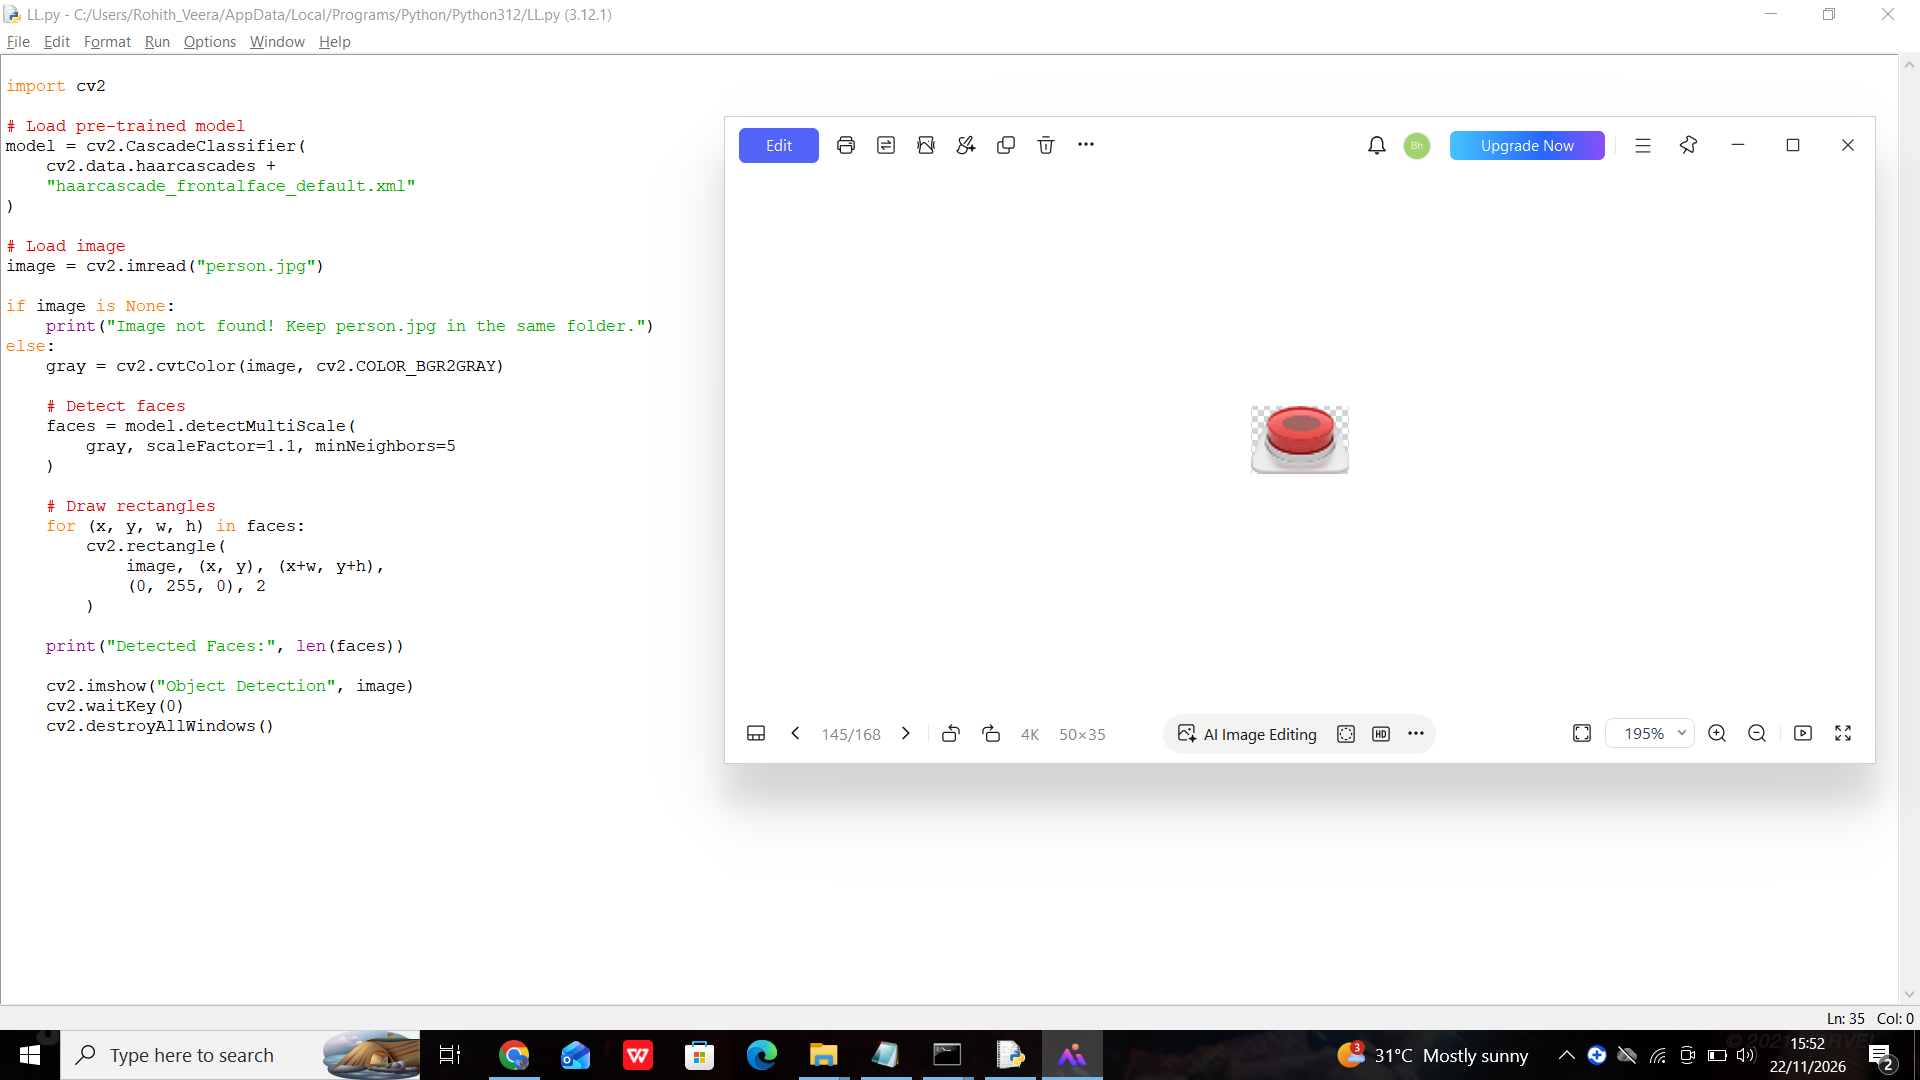 LL.py - C:/Users/Rohith_Veera/AppData/Local/Programs/Python/Python312/LL.py (3.12.1)
File Edit Format Run Options Window Help
import cv2
# Load pre-trained model
model = cv2.CascadeClassifier(
    cv2.data.haarcascades +
    "haarcascade_frontalface_default.xml"
)
# Load image
image = cv2.imread("person.jpg")
if image is None:
    print("Image not found! Keep person.jpg in the same folder.")
else:
    gray = cv2.cvtColor(image, cv2.COLOR_BGR2GRAY)
    # Detect faces
    faces = model.detectMultiScale(
        gray, scaleFactor=1.1, minNeighbors=5
    )
    # Draw rectangles
    for (x, y, w, h) in faces:
        cv2.rectangle(
            image, (x, y), (x+w, y+h),
            (0, 255, 0), 2
        )
    print("Detected Faces:", len(faces))
    cv2.imshow("Object Detection", image)
    cv2.waitKey(0)
    cv2.destroyAllWindows()
Edit Bh Upgrade Now
145/168 4K 50×35 AI Image Editing HD 195%
Ln: 35 Col: 0
Type here to search
W
3
31°C Mostly sunny
15:52
22/11/2026
2